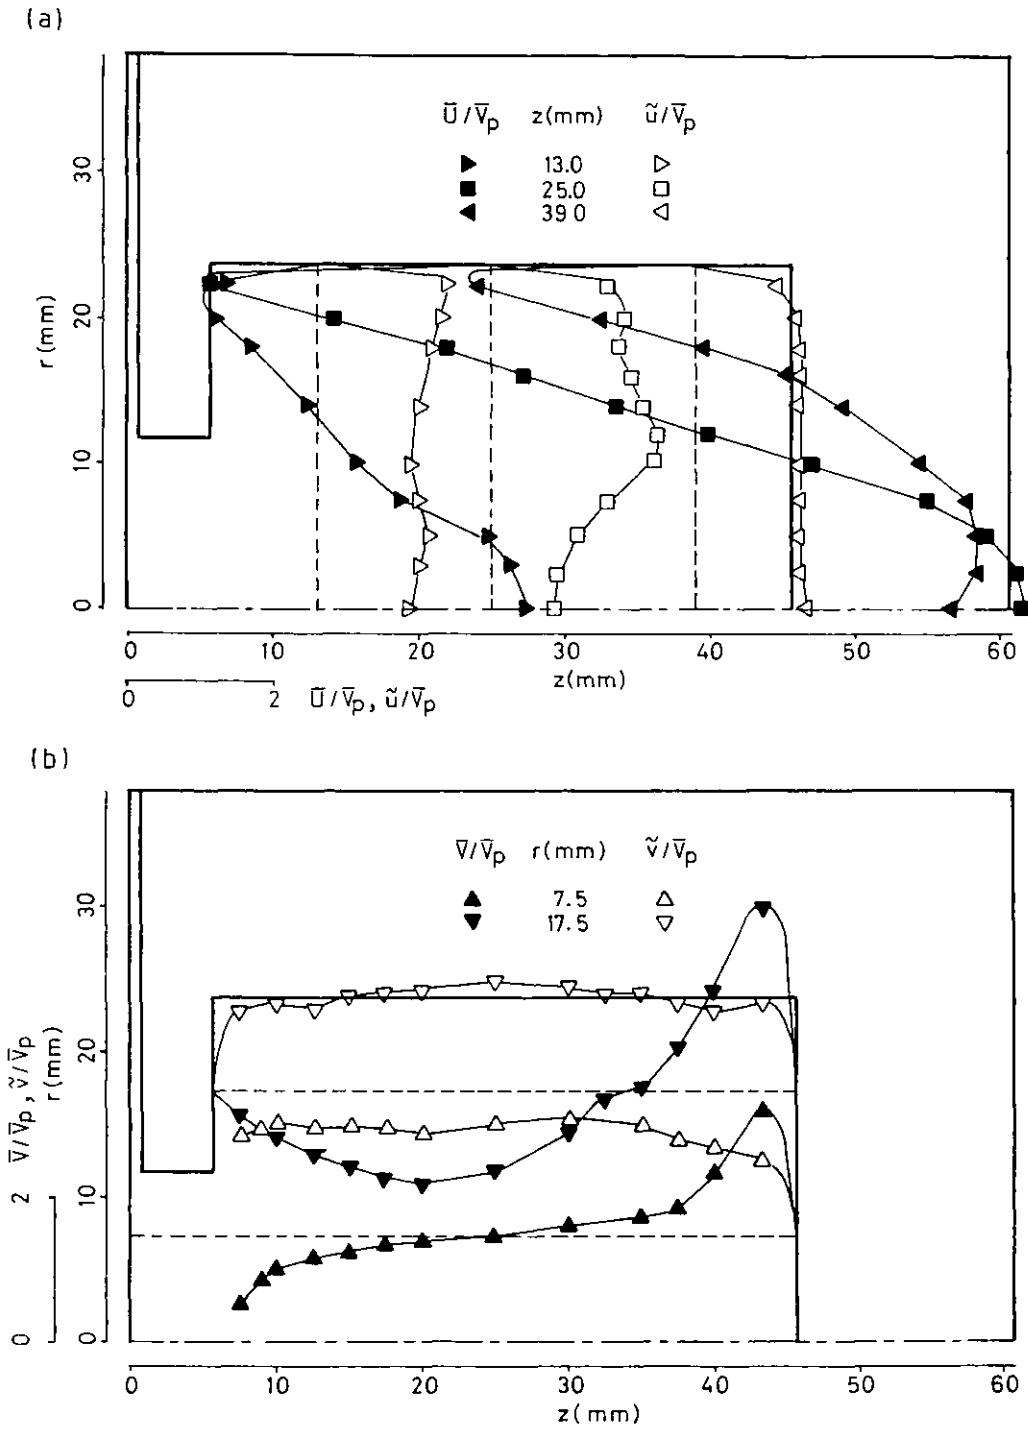 (a)
Ū/V̄p z(mm) ũ/V̄p
13.0
25.0
39 0
30
20
10
0
r (mm)
10 20 30 40 50 60
z(mm)
0 2 Ū/V̄p, ũ/V̄p
(b)
V̄/V̄p r(mm) ṽ/V̄p
7.5
17.5
30
20
10
0
r(mm)
2
0
V̄/V̄p, ṽ/V̄p
0 10 20 30 40 50 60
z(mm)